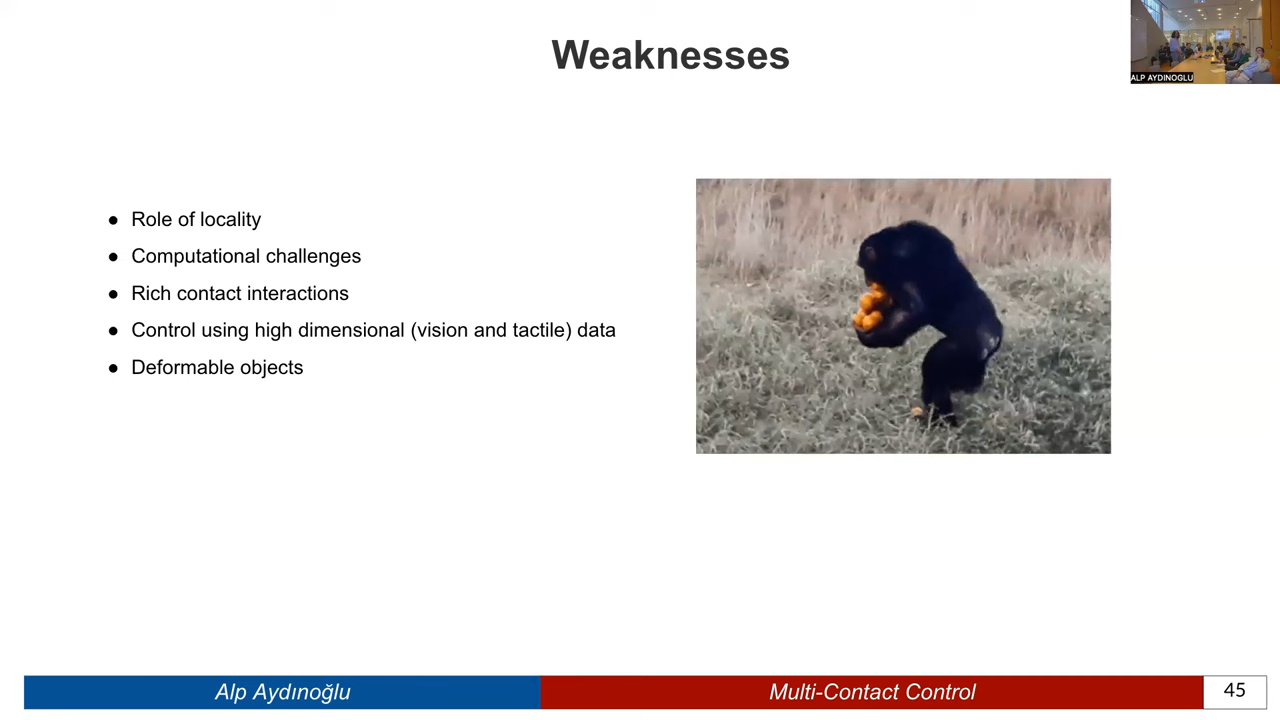 Weaknesses
ALP AYDINOGLU
● Role of locality
● Computational challenges
● Rich contact interactions
● Control using high dimensional (vision and tactile) data
● Deformable objects
Alp Aydınoğlu
Multi-Contact Control
45